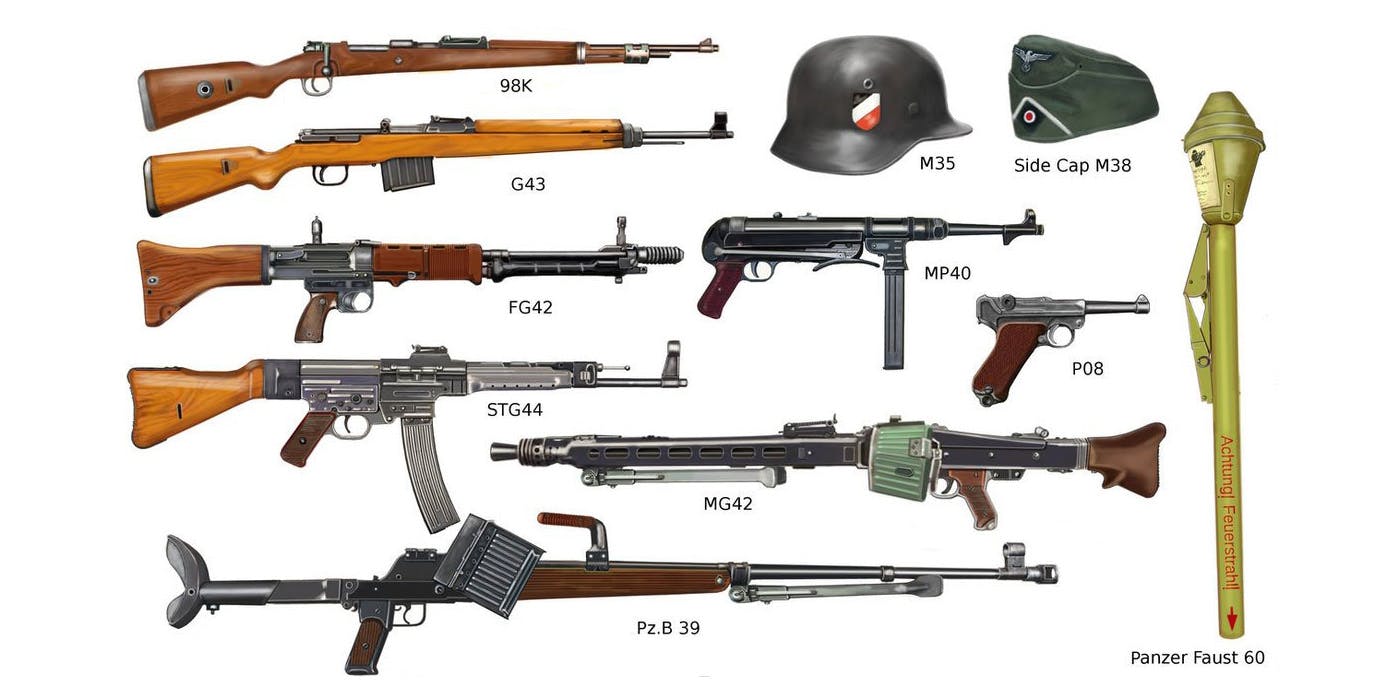 98K
G43
FG42
STG44
M35
Side Cap M38
MP40
P08
MG42
Pz.B 39
Achtung! Feuerstrahl!
Panzer Faust 60